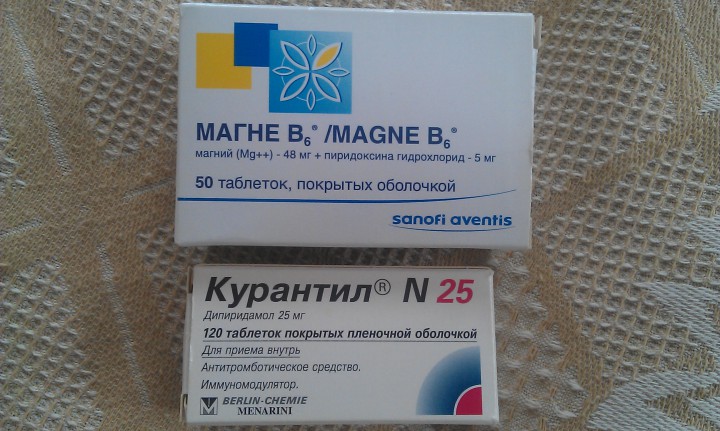 МАГНЕ B₆® /MAGNE B₆®
магний (Mg++) - 48 мг + пиридоксина гидрохлорид - 5 мг
50 таблеток, покрытых оболочкой
sanofi aventis
Курантил® N 25
Дипиридамол 25 мг
120 таблеток покрытых пленочной оболочкой
Для приема внутрь
Антитромботическое средство.
Иммуномодулятор.
BERLIN-CHEMIE
MENARINI